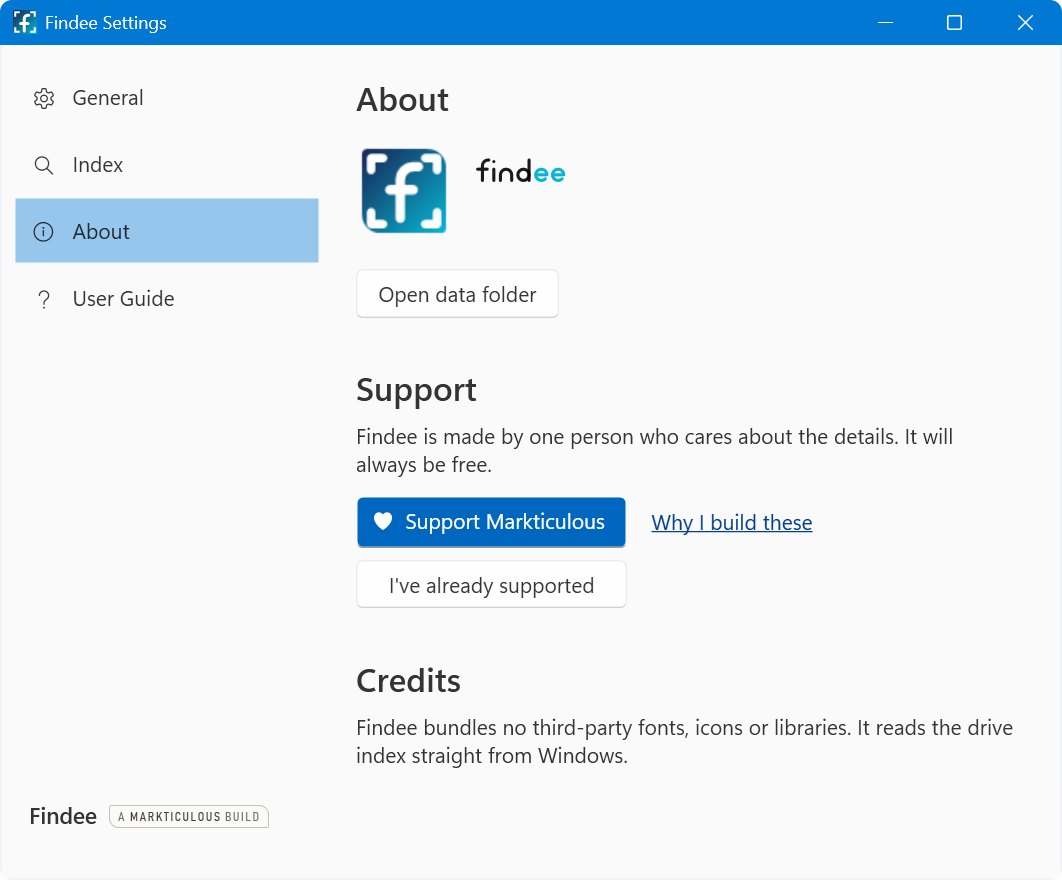 Findee Settings
General
Index
About
User Guide
About
findee
Open data folder
Support
Findee is made by one person who cares about the details. It will
always be free.
Support Markticulous
Why I build these
I've already supported
Credits
Findee bundles no third-party fonts, icons or libraries. It reads the drive
index straight from Windows.
Findee
A MARKTICULOUS BUILD